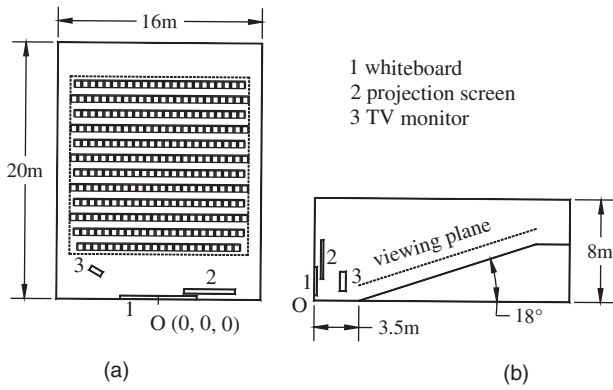 16m
20m
3
2
1
O (0, 0, 0)
(a)
1 whiteboard
2 projection screen
3 TV monitor
viewing plane
8m
2
1
3
O
18°
3.5m
(b)